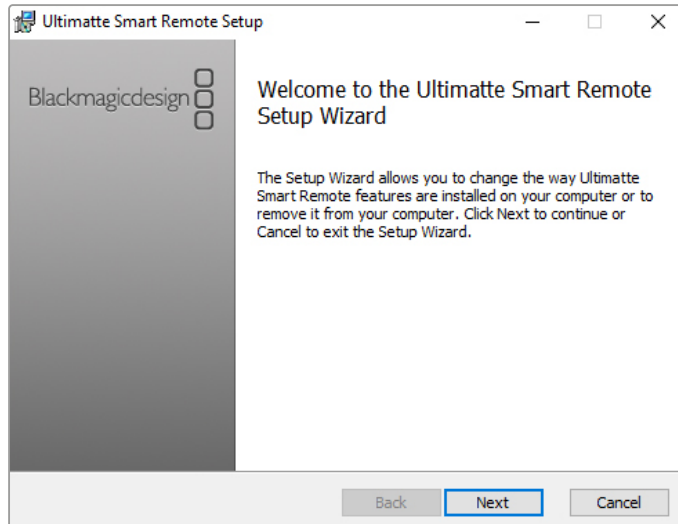 Ultimatte Smart Remote Setup
Blackmagicdesign
Welcome to the Ultimatte Smart Remote
Setup Wizard
The Setup Wizard allows you to change the way Ultimatte
Smart Remote features are installed on your computer or to
remove it from your computer. Click Next to continue or
Cancel to exit the Setup Wizard.
Back Next Cancel